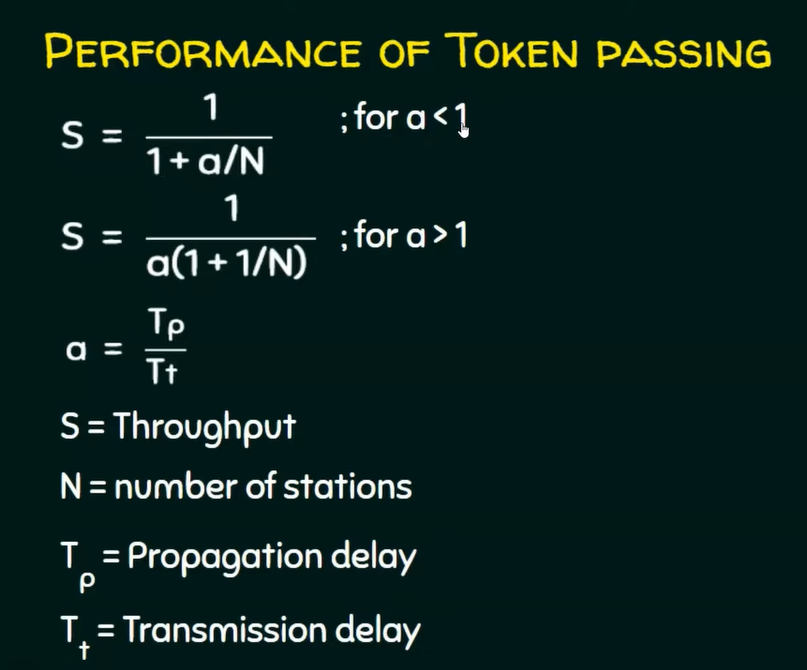 PERFORMANCE OF TOKEN PASSING
S = 1 / (1 + a/N) ; for a < 1
S = 1 / (a(1 + 1/N)) ; for a > 1
a = Tp / Tt
S = Throughput
N = number of stations
Tp = Propagation delay
Tt = Transmission delay